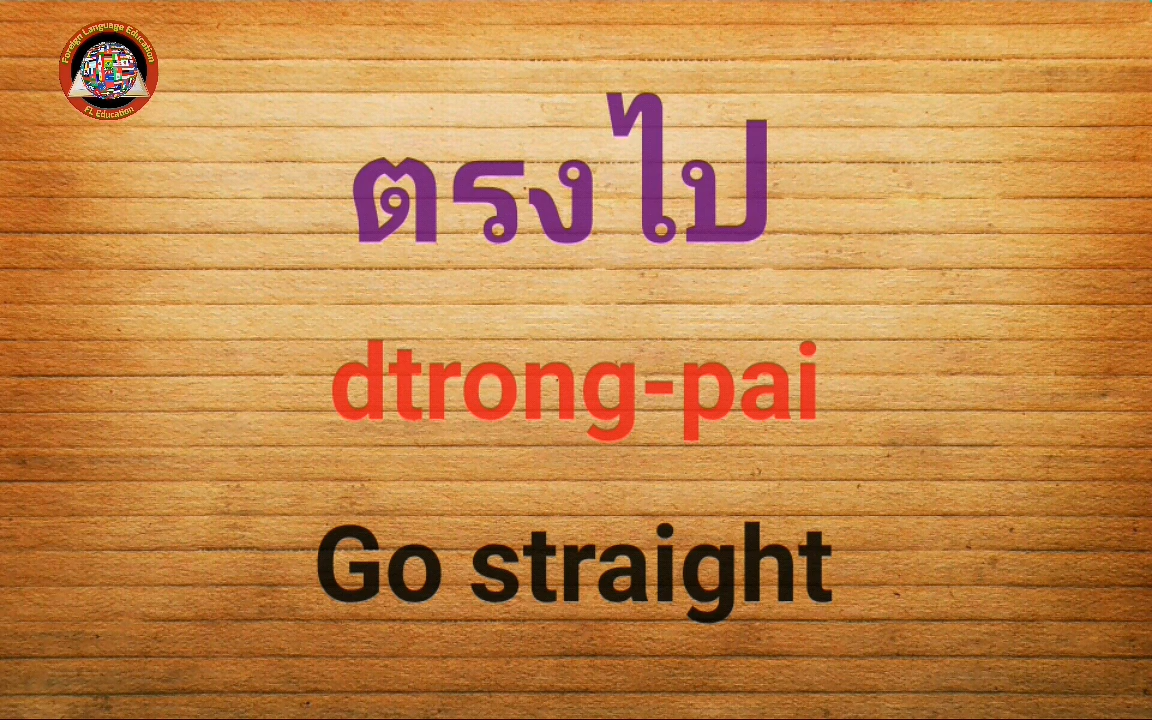 Foreign Language Education
FL Education
ตรงไป
dtrong-pai
Go straight